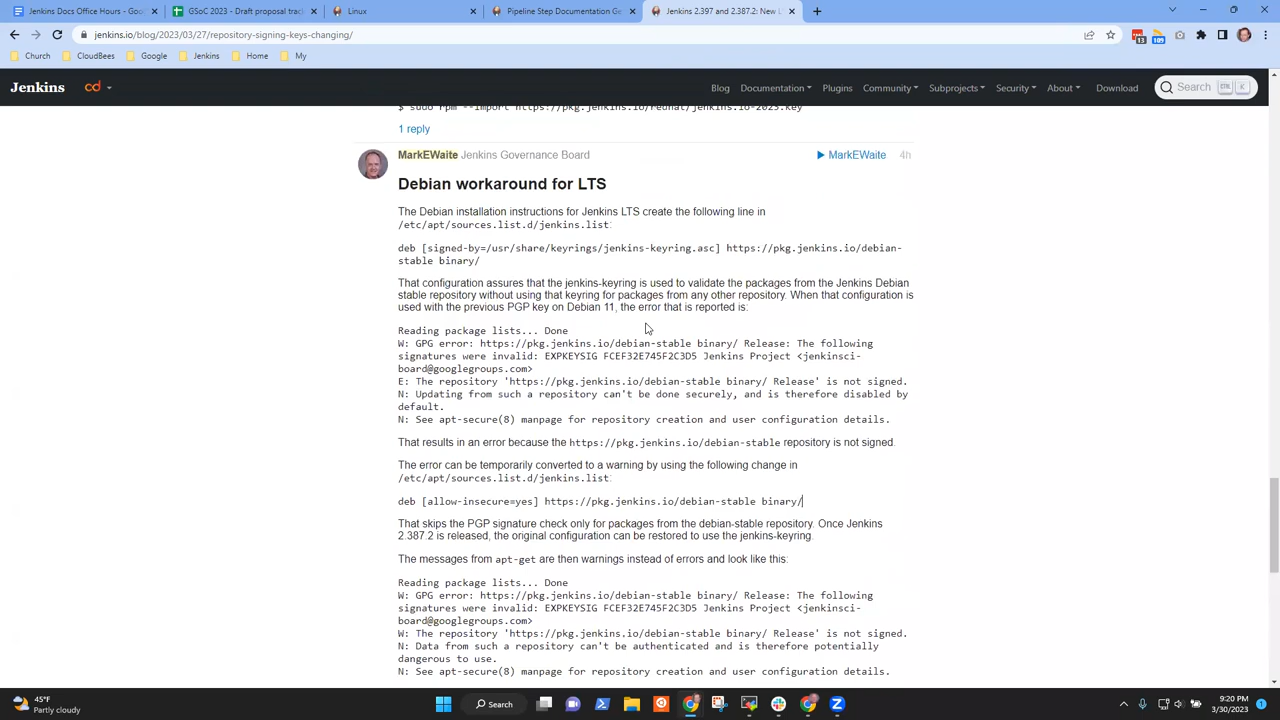 Jenkins Docs Office Hours - Goo
GSoC 2023 - Draft proposal track
Linux
Pipeline Step Documentation Ge
Jenkins 2.397 and 2.387.2: New L
jenkins.io/blog/2023/03/27/repository-signing-keys-changing/
13
109
Church
CloudBees
Google
Jenkins
Home
My
Jenkins
cd
Blog
Documentation
Plugins
Community
Subprojects
Security
About
Download
Search
CTRL
K
$ sudo rpm --import https://pkg.jenkins.io/redhat/jenkins.io-2023.key
1 reply
MarkEWaite Jenkins Governance Board
MarkEWaite
4h
Debian workaround for LTS
The Debian installation instructions for Jenkins LTS create the following line in
/etc/apt/sources.list.d/jenkins.list:
deb [signed-by=/usr/share/keyrings/jenkins-keyring.asc] https://pkg.jenkins.io/debian-
stable binary/
That configuration assures that the jenkins-keyring is used to validate the packages from the Jenkins Debian
stable repository without using that keyring for packages from any other repository. When that configuration is
used with the previous PGP key on Debian 11, the error that is reported is:
Reading package lists... Done
W: GPG error: https://pkg.jenkins.io/debian-stable binary/ Release: The following
signatures were invalid: EXPKEYSIG FCEF32E745F2C3D5 Jenkins Project <jenkinsci-
board@googlegroups.com>
E: The repository 'https://pkg.jenkins.io/debian-stable binary/ Release' is not signed.
N: Updating from such a repository can't be done securely, and is therefore disabled by
default.
N: See apt-secure(8) manpage for repository creation and user configuration details.
That results in an error because the https://pkg.jenkins.io/debian-stable repository is not signed.
The error can be temporarily converted to a warning by using the following change in
/etc/apt/sources.list.d/jenkins.list:
deb [allow-insecure=yes] https://pkg.jenkins.io/debian-stable binary/
That skips the PGP signature check only for packages from the debian-stable repository. Once Jenkins
2.387.2 is released, the original configuration can be restored to use the jenkins-keyring.
The messages from apt-get are then warnings instead of errors and look like this:
Reading package lists... Done
W: GPG error: https://pkg.jenkins.io/debian-stable binary/ Release: The following
signatures were invalid: EXPKEYSIG FCEF32E745F2C3D5 Jenkins Project <jenkinsci-
board@googlegroups.com>
W: The repository 'https://pkg.jenkins.io/debian-stable binary/ Release' is not signed.
N: Data from such a repository can't be authenticated and is therefore potentially
dangerous to use.
N: See apt-secure(8) manpage for repository creation and user configuration details.
45°F
Partly cloudy
Search
9:20 PM
3/30/2023